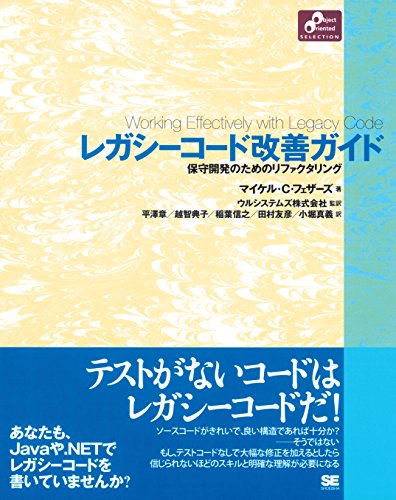 Object
Oriented
SELECTION
Working Effectively with Legacy Code
レガシーコード改善ガイド
保守開発のためのリファクタリング
マイケル・C・フェザーズ 著
ウルシステムズ株式会社 監訳
平澤章/越智典子/稲葉信之/田村友彦/小堀真義 訳
テストがないコードは
レガシーコードだ!
ソースコードがきれいで、良い構造であれば十分か?
――そうではない
もし、テストコードなしで大幅な修正を加えるとしたら
信じられないほどのスキルと明確な理解が必要になる
あなたも、
Javaや.NETで
レガシーコードを
書いていませんか?
SE
SHOEISHA